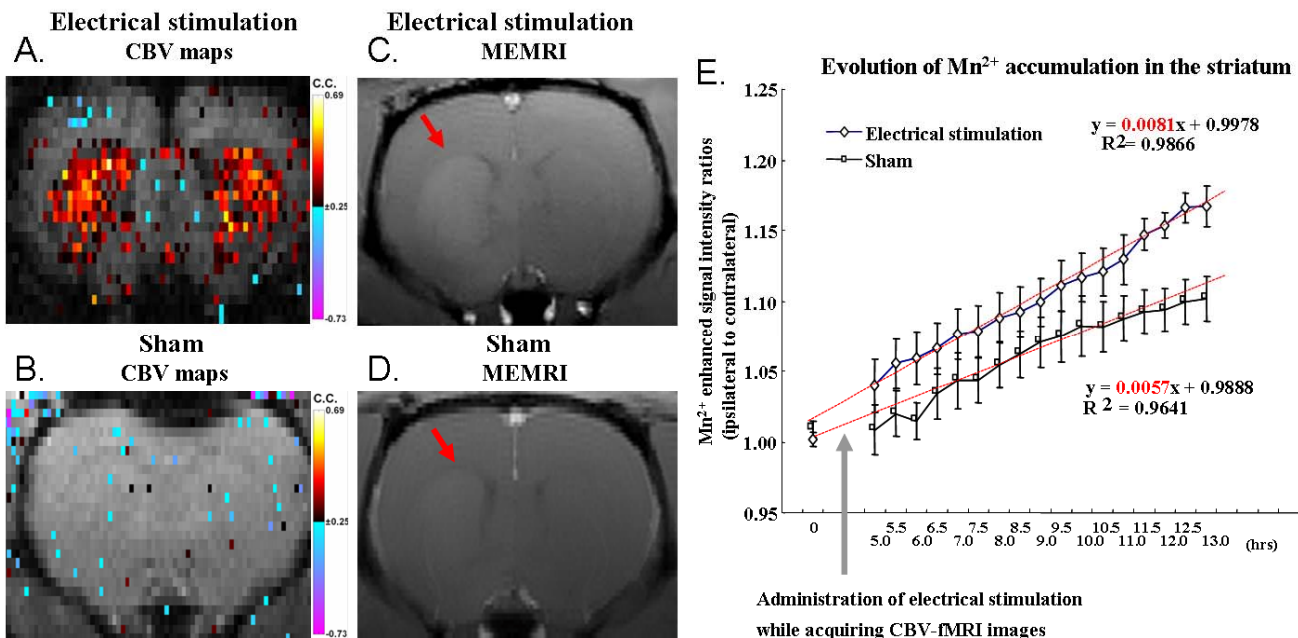 Electrical stimulation
A. CBV maps
C.C.
0.69
±0.25
-0.73
Sham
B. CBV maps
C.C.
0.69
±0.25
-0.73
Electrical stimulation
C. MEMRI
Sham
D. MEMRI
E. Evolution of Mn²⁺ accumulation in the striatum
Electrical stimulation
Sham
y = 0.0081x + 0.9978
R² = 0.9866
y = 0.0057x + 0.9888
R² = 0.9641
Mn²⁺ enhanced signal intensity ratios
(ipsilateral to contralateral)
1.25
1.20
1.15
1.10
1.05
1.00
0.95
0 5.5 6.5 7.5 8.5 9.5 10.5 11.5 12.5
5.0 6.0 7.0 8.0 9.0 10.0 11.0 12.0 13.0 (hrs)
Administration of electrical stimulation
while acquiring CBV-fMRI images